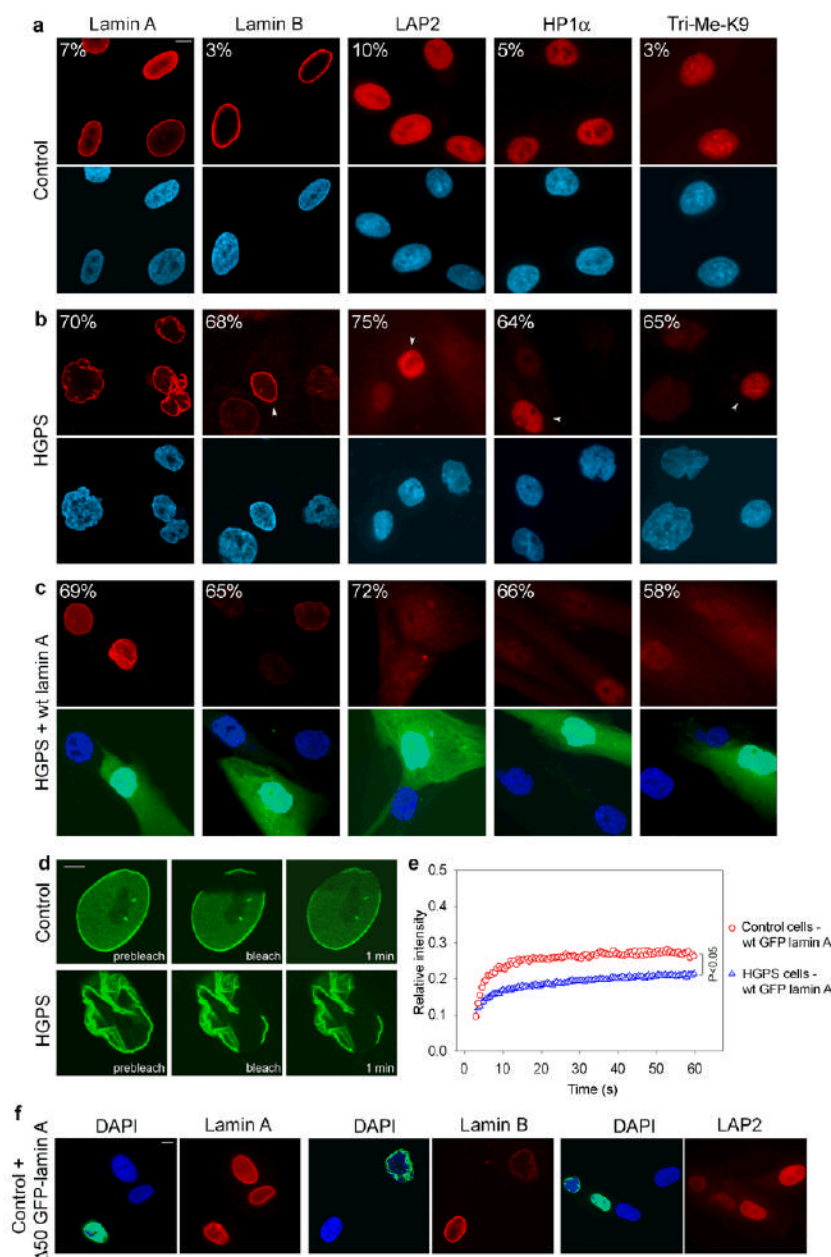 a
Lamin A Lamin B LAP2 HP1α Tri-Me-K9
Control
7% 3% 10% 5% 3%
b
HGPS
70% 68% 75% 64% 65%
c
HGPS + wt lamin A
69% 65% 72% 66% 58%
d
Control
prebleach bleach 1 min
HGPS
prebleach bleach 1 min
e
Relative intensity
0.5
0.4
0.3
0.2
0.1
0.0
0 10 20 30 40 50 60
Time (s)
P<0.05
Control cells -
wt GFP lamin A
HGPS cells -
wt GFP lamin A
f
Control +
Δ50 GFP-lamin A
DAPI Lamin A DAPI Lamin B DAPI LAP2